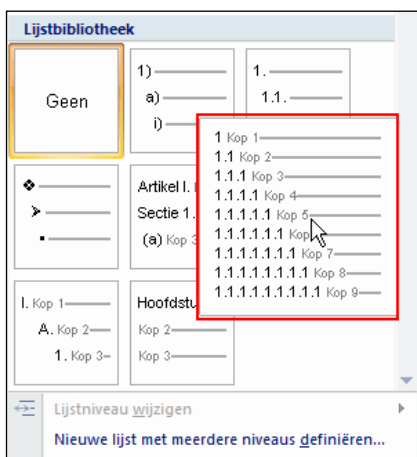 Lijstbibliotheek
Geen
1)
a)
i)
1.
1.1.
Artikel I.
Sectie 1.
(a) Kop 3
1 Kop 1
1.1 Kop 2
1.1.1 Kop 3
1.1.1.1 Kop 4
1.1.1.1.1 Kop 5
1.1.1.1.1.1 Kop
1.1.1.1.1.1.1 Kop 7
1.1.1.1.1.1.1.1 Kop 8
1.1.1.1.1.1.1.1.1 Kop 9
I. Kop 1
A. Kop 2
1. Kop 3
Hoofdstu
Kop 2
Kop 3
Lijstniveau wijzigen
Nieuwe lijst met meerdere niveaus definiëren...